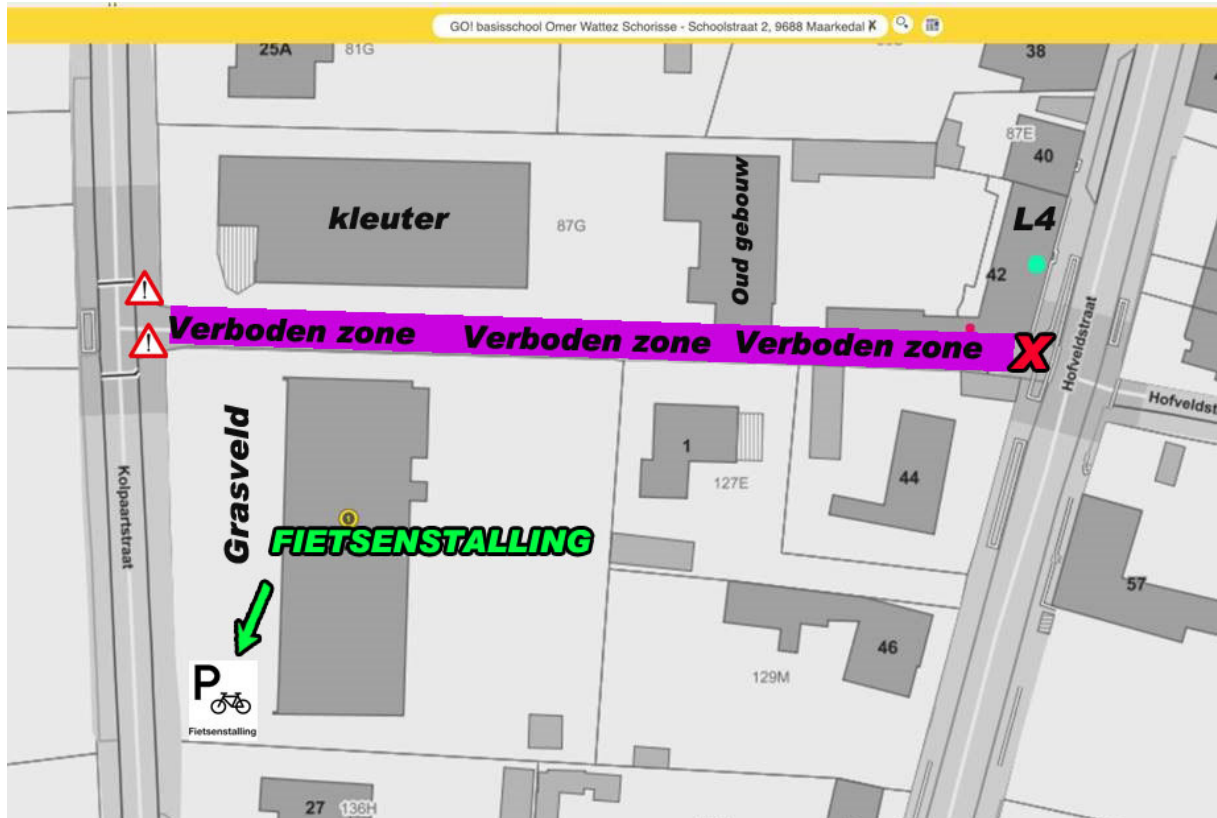 GO! basisschool Omer Wattez Schorisse - Schoolstraat 2, 9688 Maarkedal X
25A
81G
38
87E
40
kleuter
87G
Oud gebouw
L4
42
Verboden zone Verboden zone Verboden zone X
Hofveldstraat
Hofveldst
Grasveld
Kolpaartstraat
1
127E
44
FIETSENSTALLING
57
46
129M
P
Fietsenstalling
27
136H